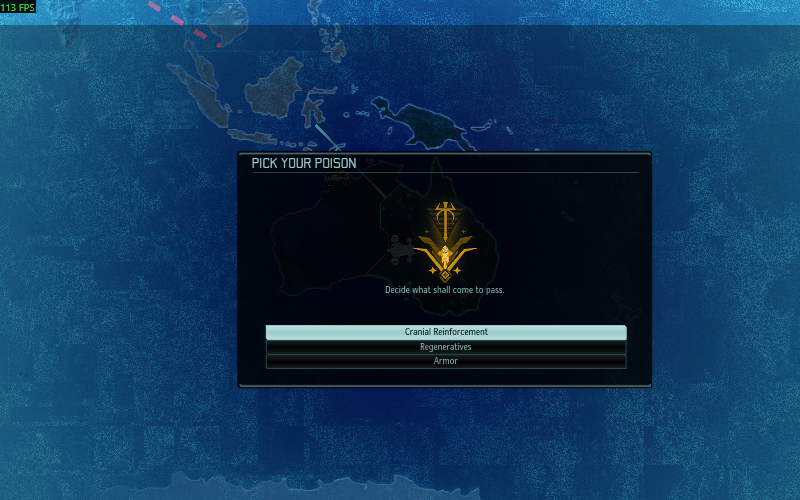 113 FPS
PICK YOUR POISON
Decide what shall come to pass.
Cranial Reinforcement
Regeneratives
Armor